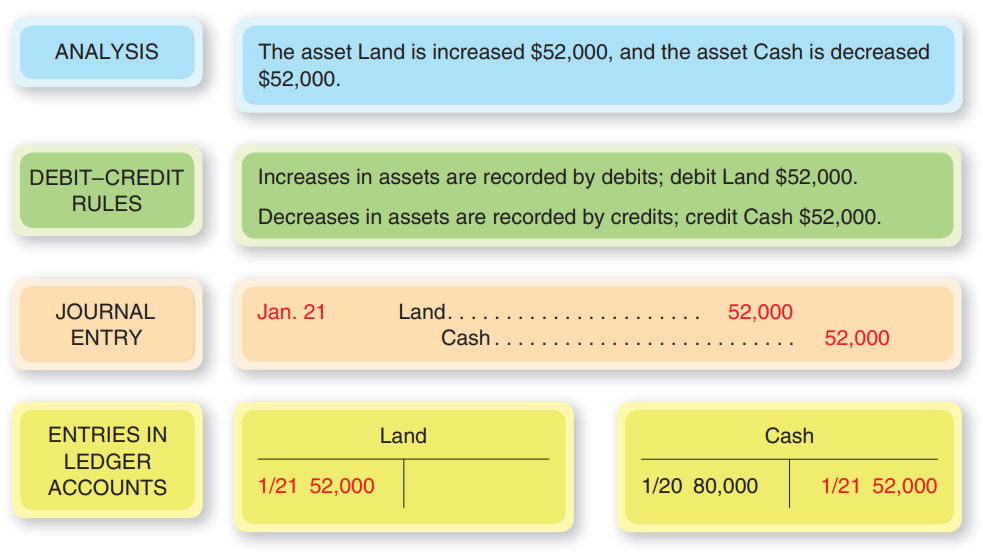 ANALYSIS
The asset Land is increased $52,000, and the asset Cash is decreased
$52,000.
DEBIT–CREDIT
RULES
Increases in assets are recorded by debits; debit Land $52,000.
Decreases in assets are recorded by credits; credit Cash $52,000.
JOURNAL
ENTRY
Jan. 21 Land. . . . . . . . . . . . . . . . . . . . . . 52,000
Cash . . . . . . . . . . . . . . . . . . . . . . . . . . 52,000
ENTRIES IN
LEDGER
ACCOUNTS
Land
1/21 52,000
Cash
1/20 80,000 1/21 52,000